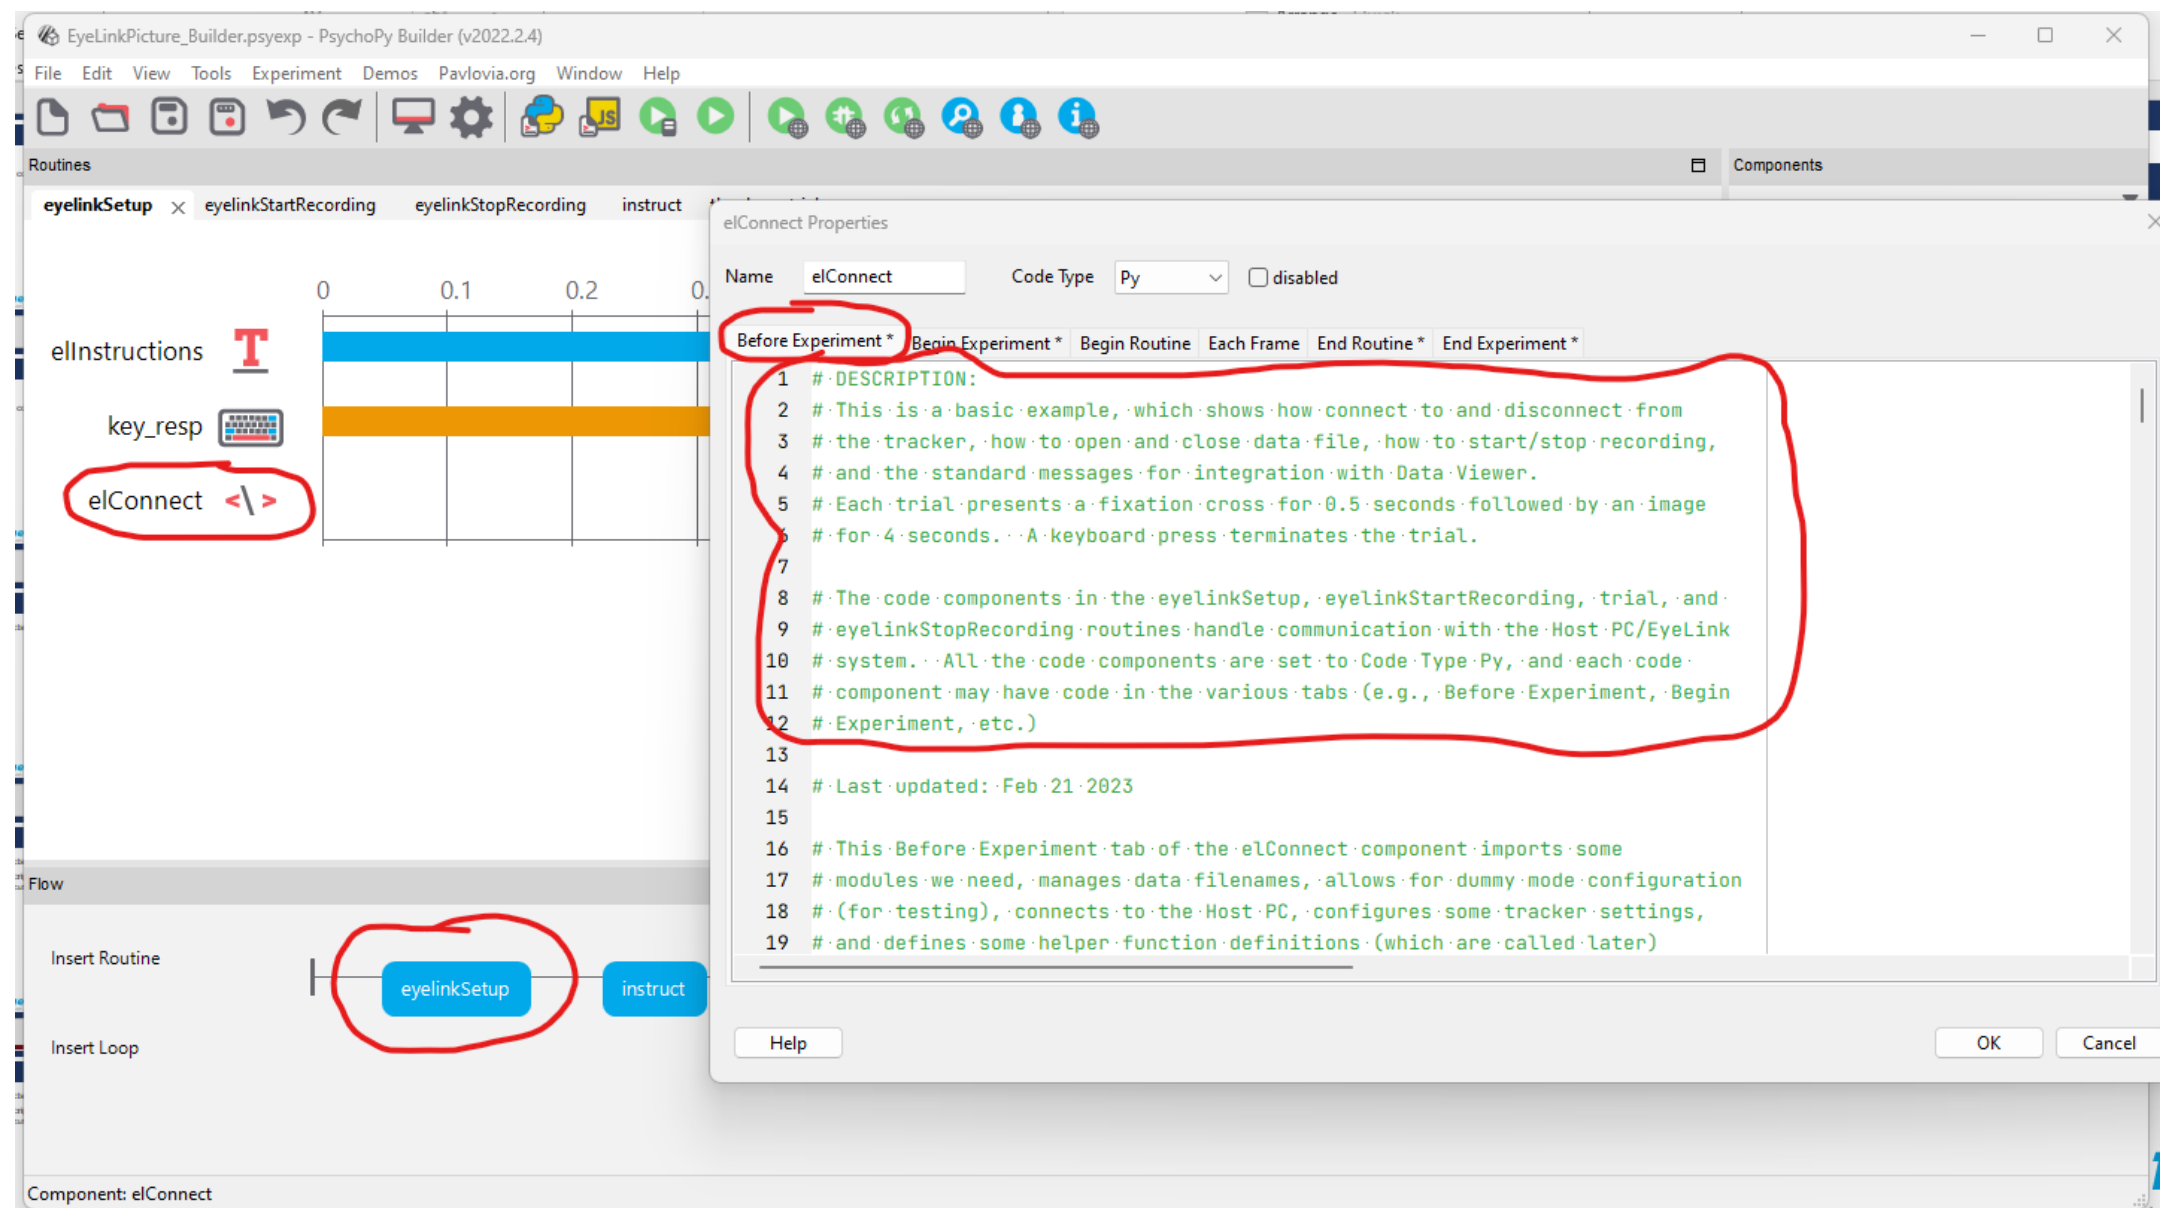 EyeLinkPicture_Builder.psyexp - PsychoPy Builder (v2022.2.4)
File Edit View Tools Experiment Demos Pavlovia.org Window Help
JS
Routines
Components
eyelinkSetup eyelinkStartRecording eyelinkStopRecording instruct
elConnect Properties
Name elConnect Code Type Py disabled
0 0.1 0.2 0.
Before Experiment * Begin Experiment * Begin Routine Each Frame End Routine * End Experiment *
elInstructions T
key_resp
elConnect <\>
1 # DESCRIPTION:
2 # This is a basic example, which shows how connect to and disconnect from
3 # the tracker, how to open and close data file, how to start/stop recording,
4 # and the standard messages for integration with Data Viewer.
5 # Each trial presents a fixation cross for 0.5 seconds followed by an image
6 # for 4 seconds.  A keyboard press terminates the trial.
7
8 # The code components in the eyelinkSetup, eyelinkStartRecording, trial, and
9 # eyelinkStopRecording routines handle communication with the Host PC/EyeLink
10 # system.  All the code components are set to Code Type Py, and each code
11 # component may have code in the various tabs (e.g., Before Experiment, Begin
12 # Experiment, etc.)
13
14 # Last updated: Feb 21 2023
15
16 # This Before Experiment tab of the elConnect component imports some
17 # modules we need, manages data filenames, allows for dummy mode configuration
18 # (for testing), connects to the Host PC, configures some tracker settings,
19 # and defines some helper function definitions (which are called later)
Flow
Insert Routine
eyelinkSetup instruct
Insert Loop
Help OK Cancel
Component: elConnect